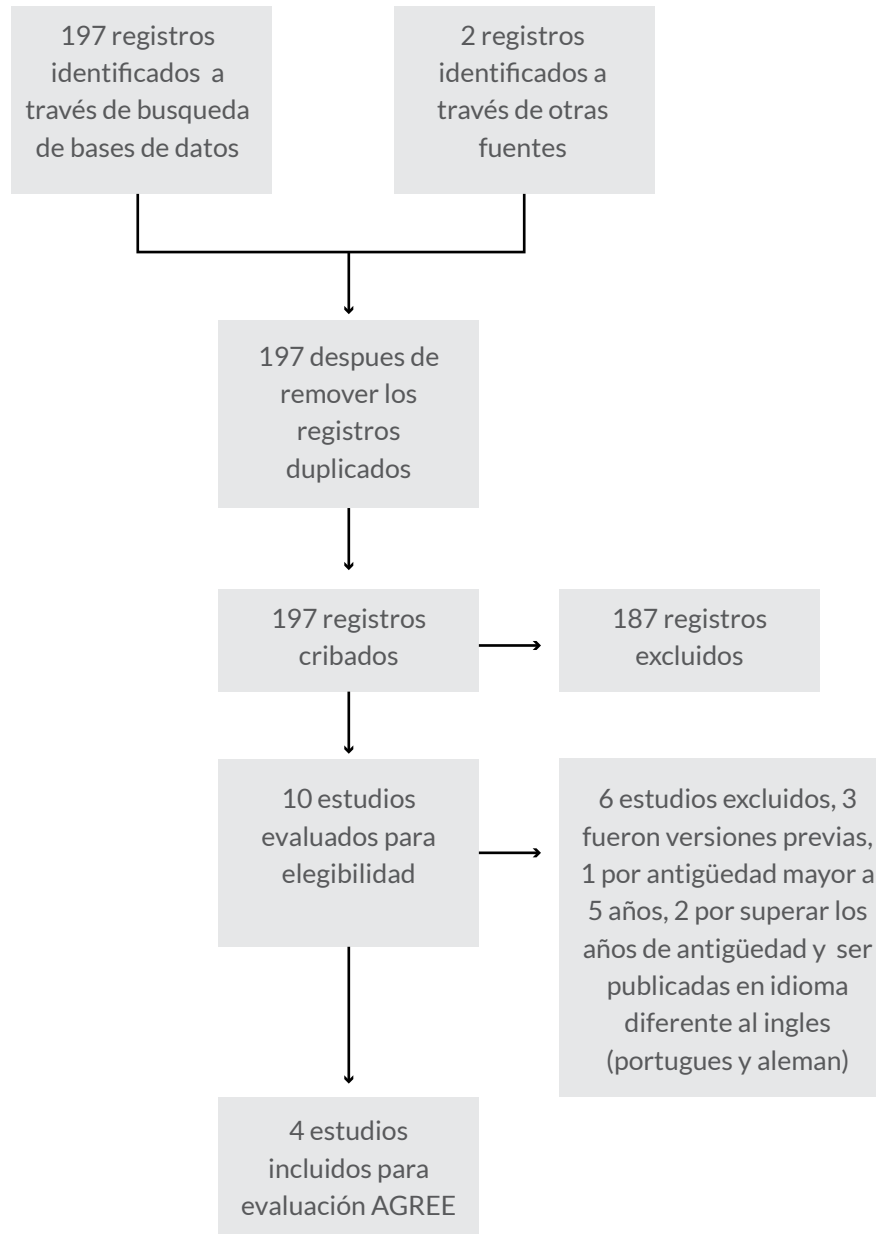 197 registros
identificados a
través de busqueda
de bases de datos
2 registros
identificados a
través de otras
fuentes
197 despues de
remover los
registros
duplicados
197 registros
cribados
187 registros
excluidos
10 estudios
evaluados para
elegibilidad
6 estudios excluidos, 3
fueron versiones previas,
1 por antigüedad mayor a
5 años, 2 por superar los
años de antigüedad y ser
publicadas en idioma
diferente al ingles
(portugues y aleman)
4 estudios
incluidos para
evaluación AGREE